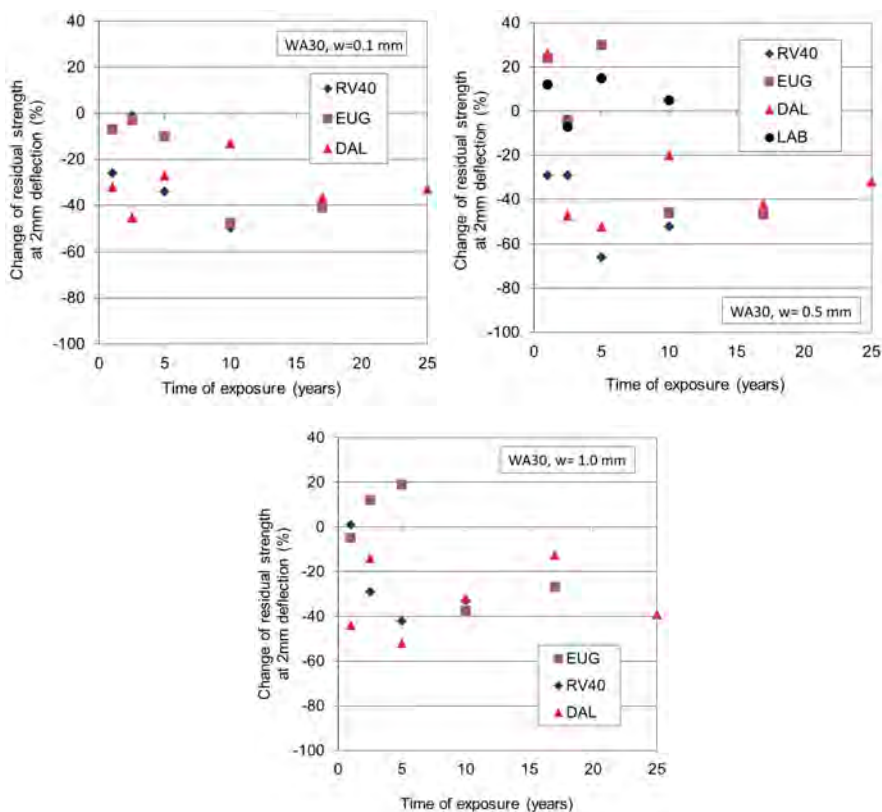 40
20
0
-20
-40
-60
-80
-100
Change of residual strength
at 2mm deflection (%)
WA30, w=0.1 mm
RV40
EUG
DAL
0 5 10 15 20 25
Time of exposure (years)
40
20
0
-20
-40
-60
-80
-100
Change of residual strength
at 2mm deflection (%)
RV40
EUG
DAL
LAB
WA30, w= 0.5 mm
0 5 10 15 20 25
Time of exposure (years)
40
20
0
-20
-40
-60
-80
-100
Change of residual strength
at 2mm deflection (%)
WA30, w= 1.0 mm
EUG
RV40
DAL
0 5 10 15 20 25
Time of exposure (years)